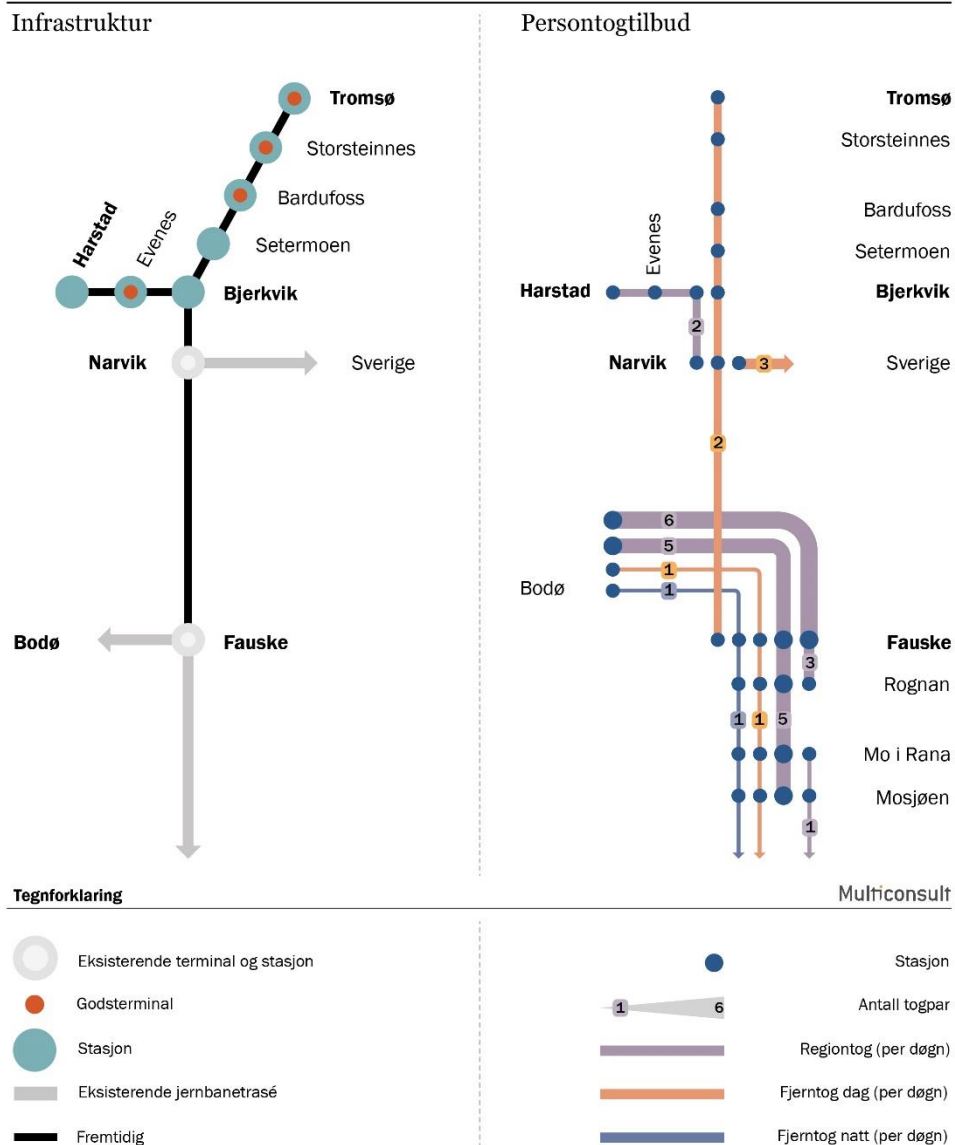 Infrastruktur
Tromsø
Storsteinnes
Bardufoss
Setermoen
Harstad
Evenes
Bjerkvik
Narvik
Sverige
Bodø
Fauske
Persontogtilbud
Tromsø
Storsteinnes
Bardufoss
Setermoen
Evenes
Harstad
Bjerkvik
2
Narvik
3
Sverige
2
6
5
1
1
Bodø
Fauske
3
Rognan
1
1
5
Mo i Rana
Mosjøen
1
Tegnforklaring
Multiconsult
Eksisterende terminal og stasjon
Godsterminal
Stasjon
Eksisterende jernbanetrasé
Fremtidig
Stasjon
1 6 Antall togpar
Regiontog (per døgn)
Fjerntog dag (per døgn)
Fjerntog natt (per døgn)